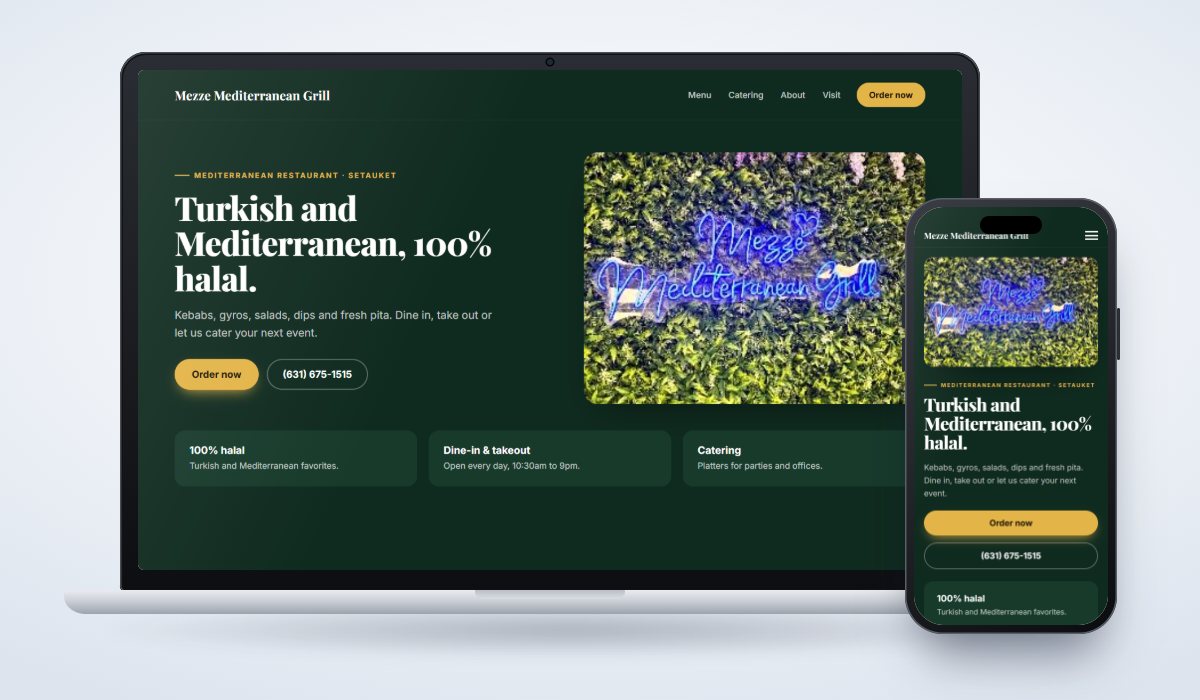 Mezze Mediterranean Grill
Menu Catering About Visit Order now
MEDITERRANEAN RESTAURANT · SETAUKET
Turkish and
Mediterranean, 100%
halal.
Kebabs, gyros, salads, dips and fresh pita. Dine in, take out or
let us cater your next event.
Order now (631) 675-1515
Mezze
Mediterranean Grill
100% halal
Turkish and Mediterranean favorites.
Dine-in & takeout
Open every day, 10:30am to 9pm.
Catering
Platters for parties and offices.
Mezze Mediterranean Grill
Mezze
Mediterranean Grill
MEDITERRANEAN RESTAURANT · SETAUKET
Turkish and
Mediterranean, 100%
halal.
Kebabs, gyros, salads, dips and fresh pita.
Dine in, take out or let us cater your next
event.
Order now
(631) 675-1515
100% halal
Turkish and Mediterranean favorites.